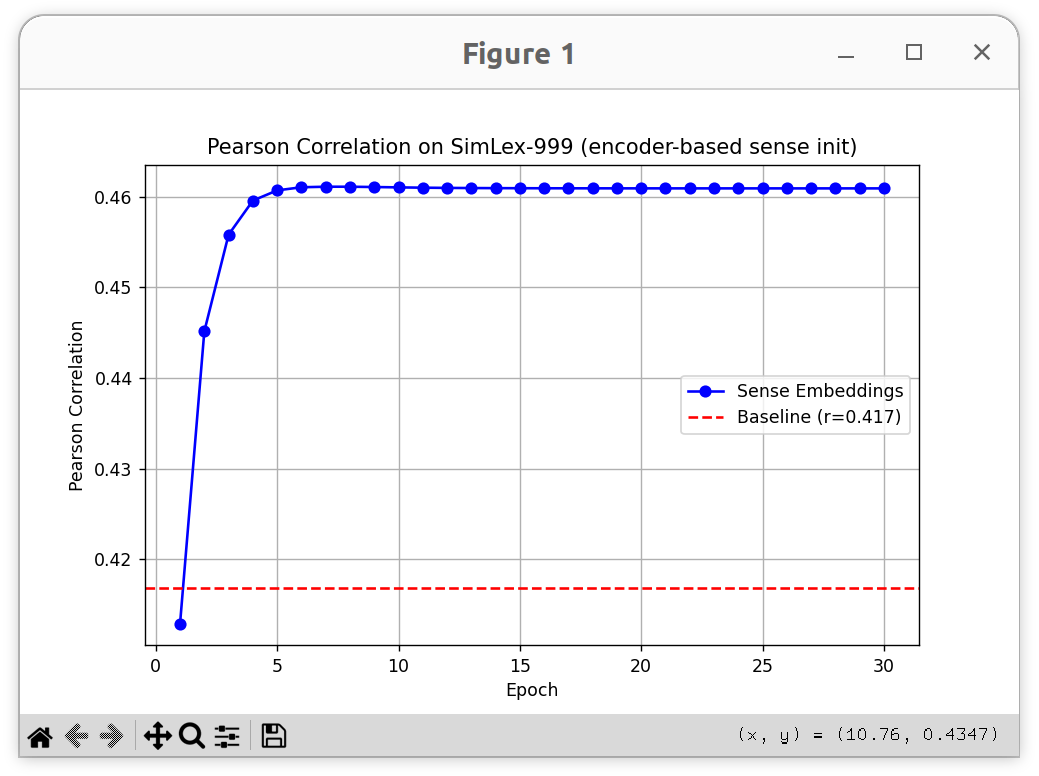 Figure 1
Pearson Correlation on SimLex-999 (encoder-based sense init)
0.46
0.45
0.44
0.43
0.42
Pearson Correlation
Sense Embeddings
Baseline (r=0.417)
0 5 10 15 20 25 30
Epoch
(x, y) = (10.76, 0.4347)